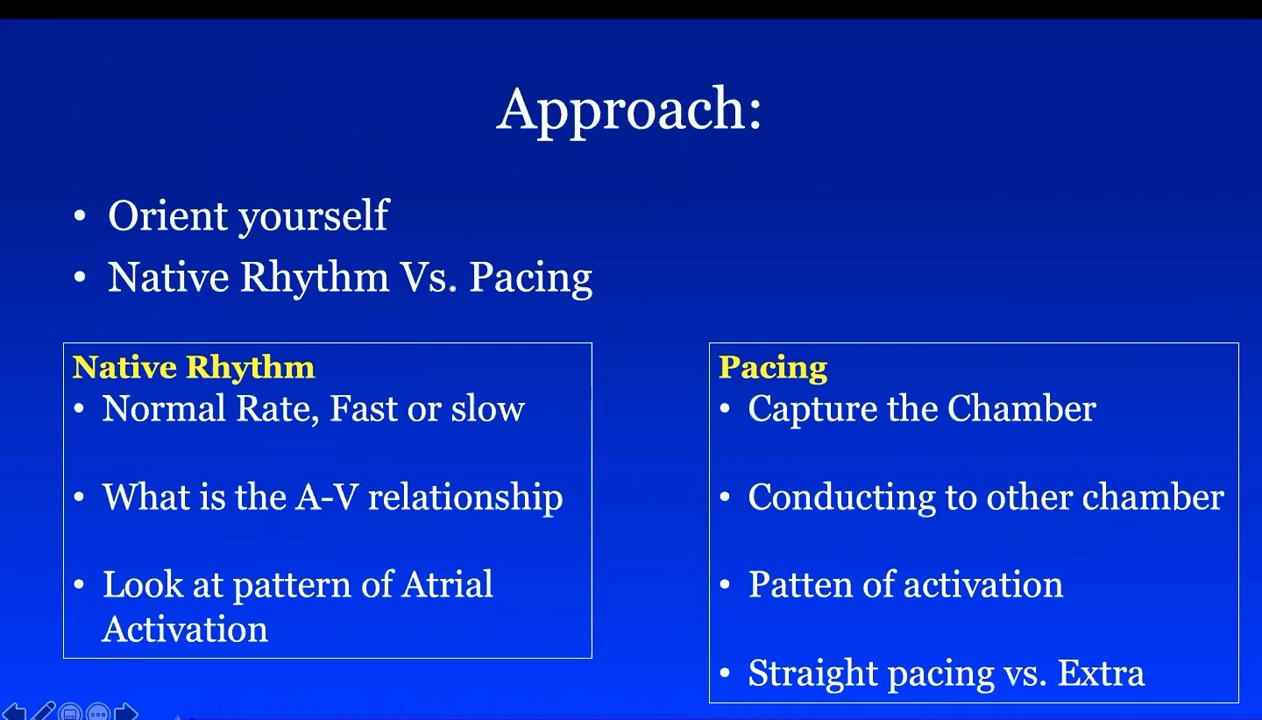 Approach:
• Orient yourself
• Native Rhythm Vs. Pacing
Native Rhythm
• Normal Rate, Fast or slow
• What is the A-V relationship
• Look at pattern of Atrial
Activation
Pacing
• Capture the Chamber
• Conducting to other chamber
• Patten of activation
• Straight pacing vs. Extra